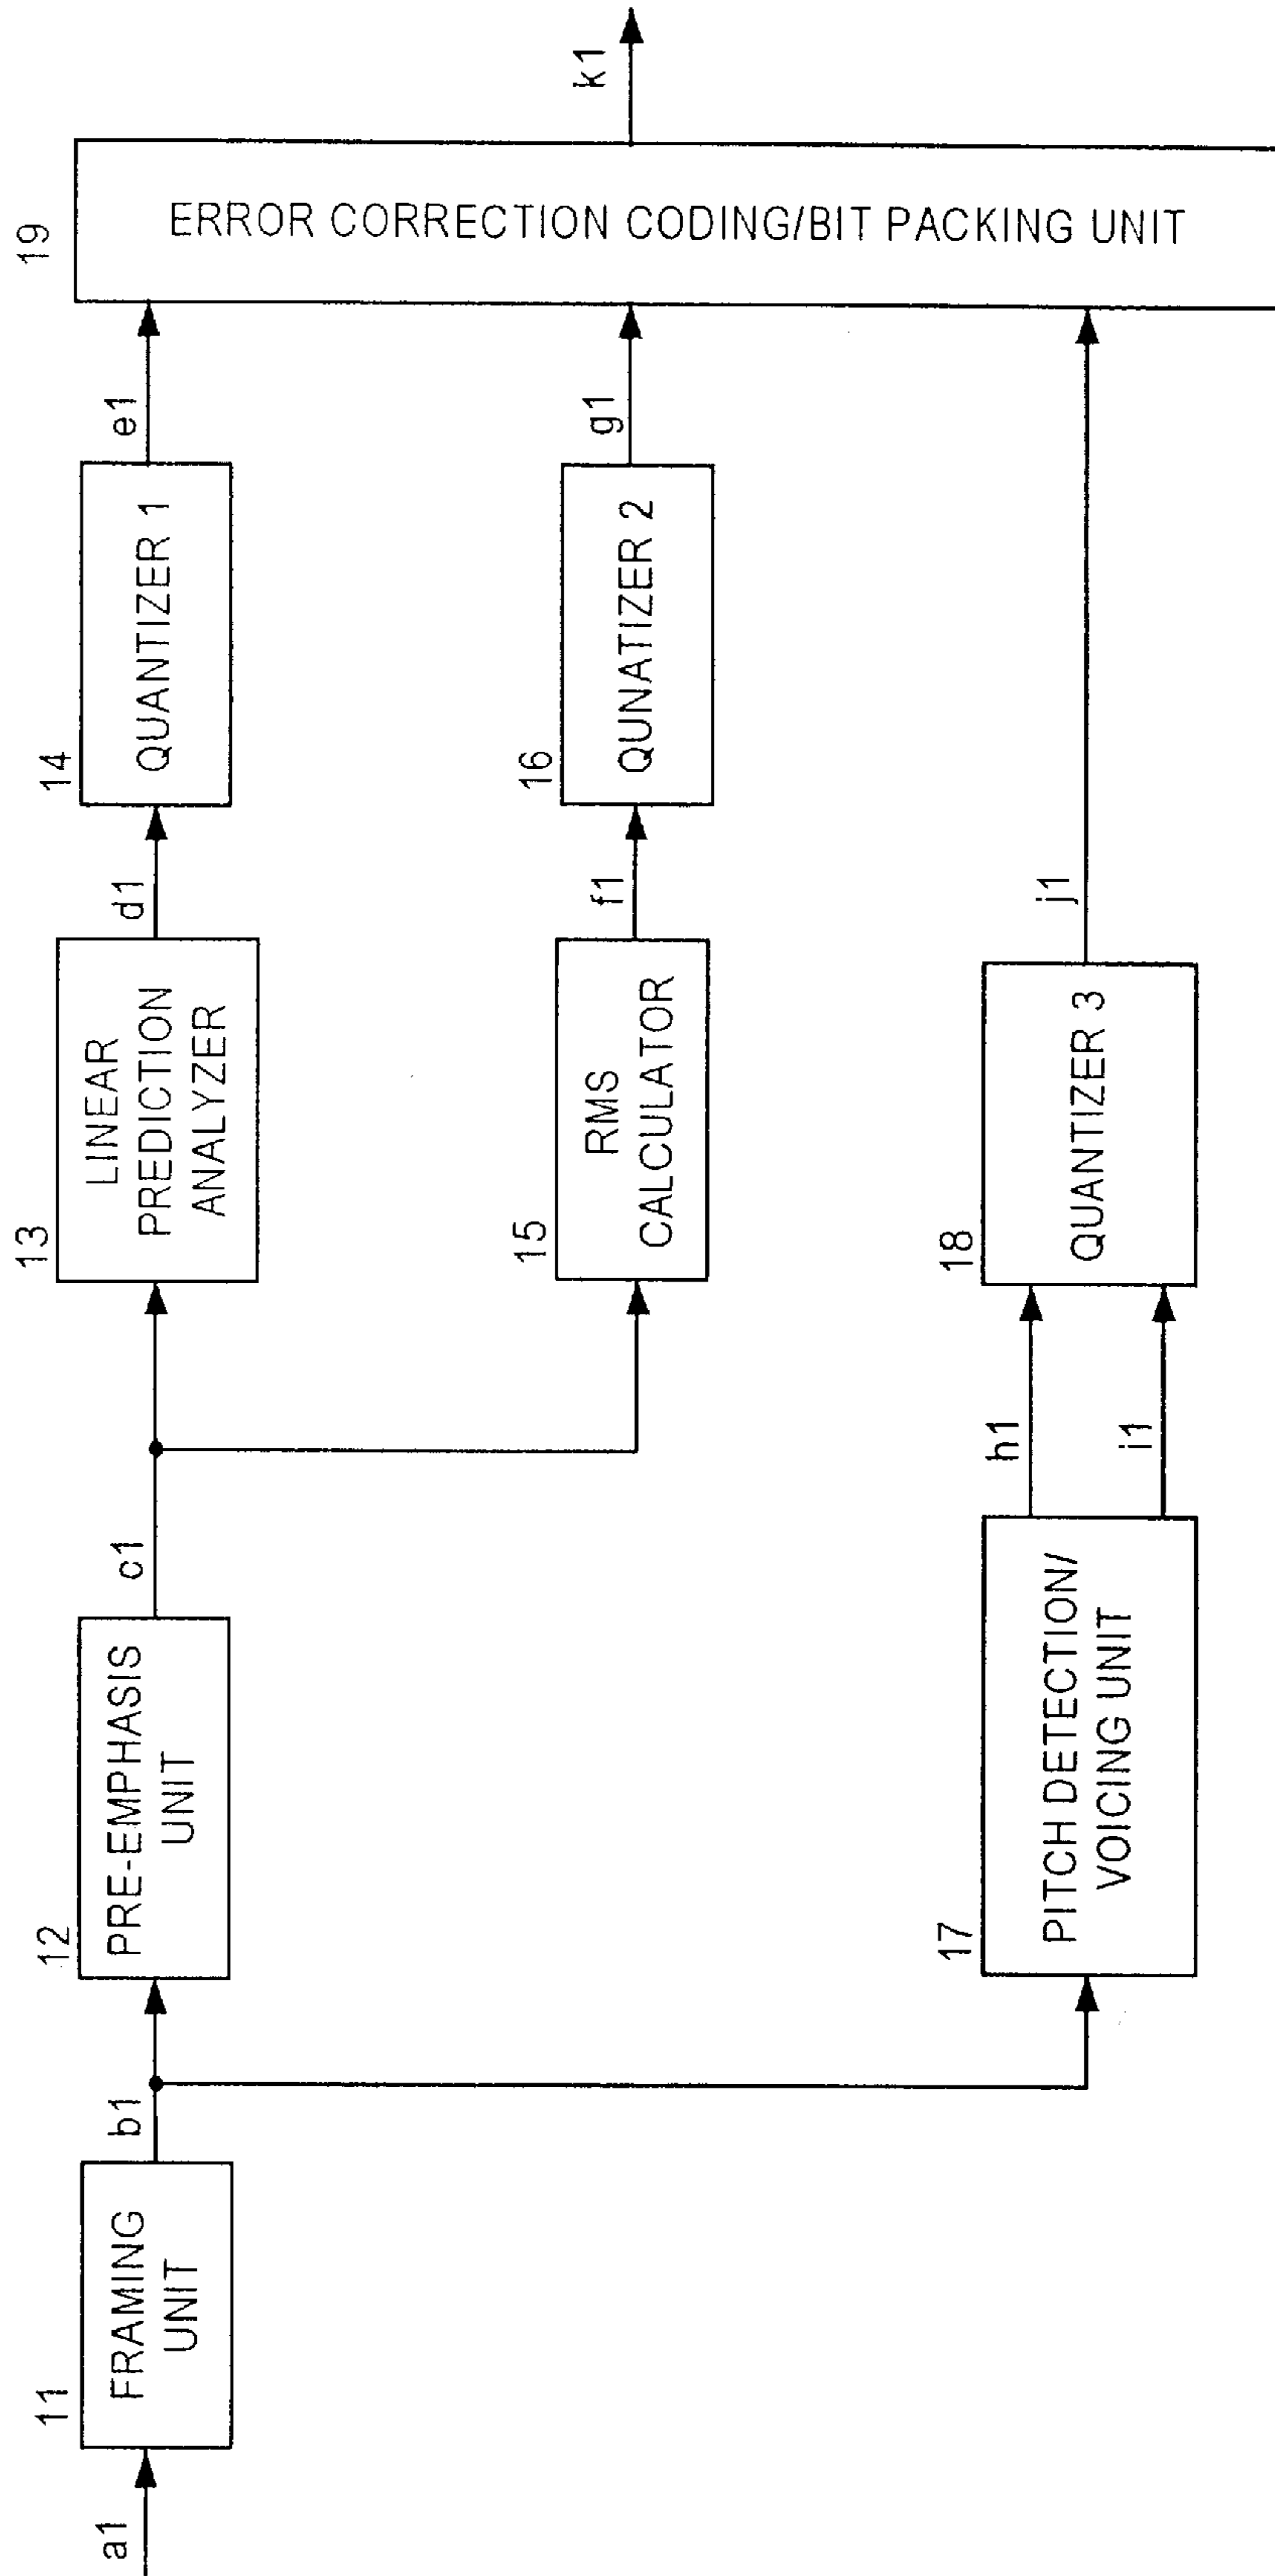 a1
11
FRAMING
UNIT
b1
12
PRE-EMPHASIS
UNIT
c1
13
LINEAR
PREDICTION
ANALYZER
d1
14
QUANTIZER 1
e1
15
RMS
CALCULATOR
f1
16
QUNATIZER 2
g1
17
PITCH DETECTION/
VOICING UNIT
h1
i1
18
QUANTIZER 3
j1
19
ERROR CORRECTION CODING/BIT PACKING UNIT
k1